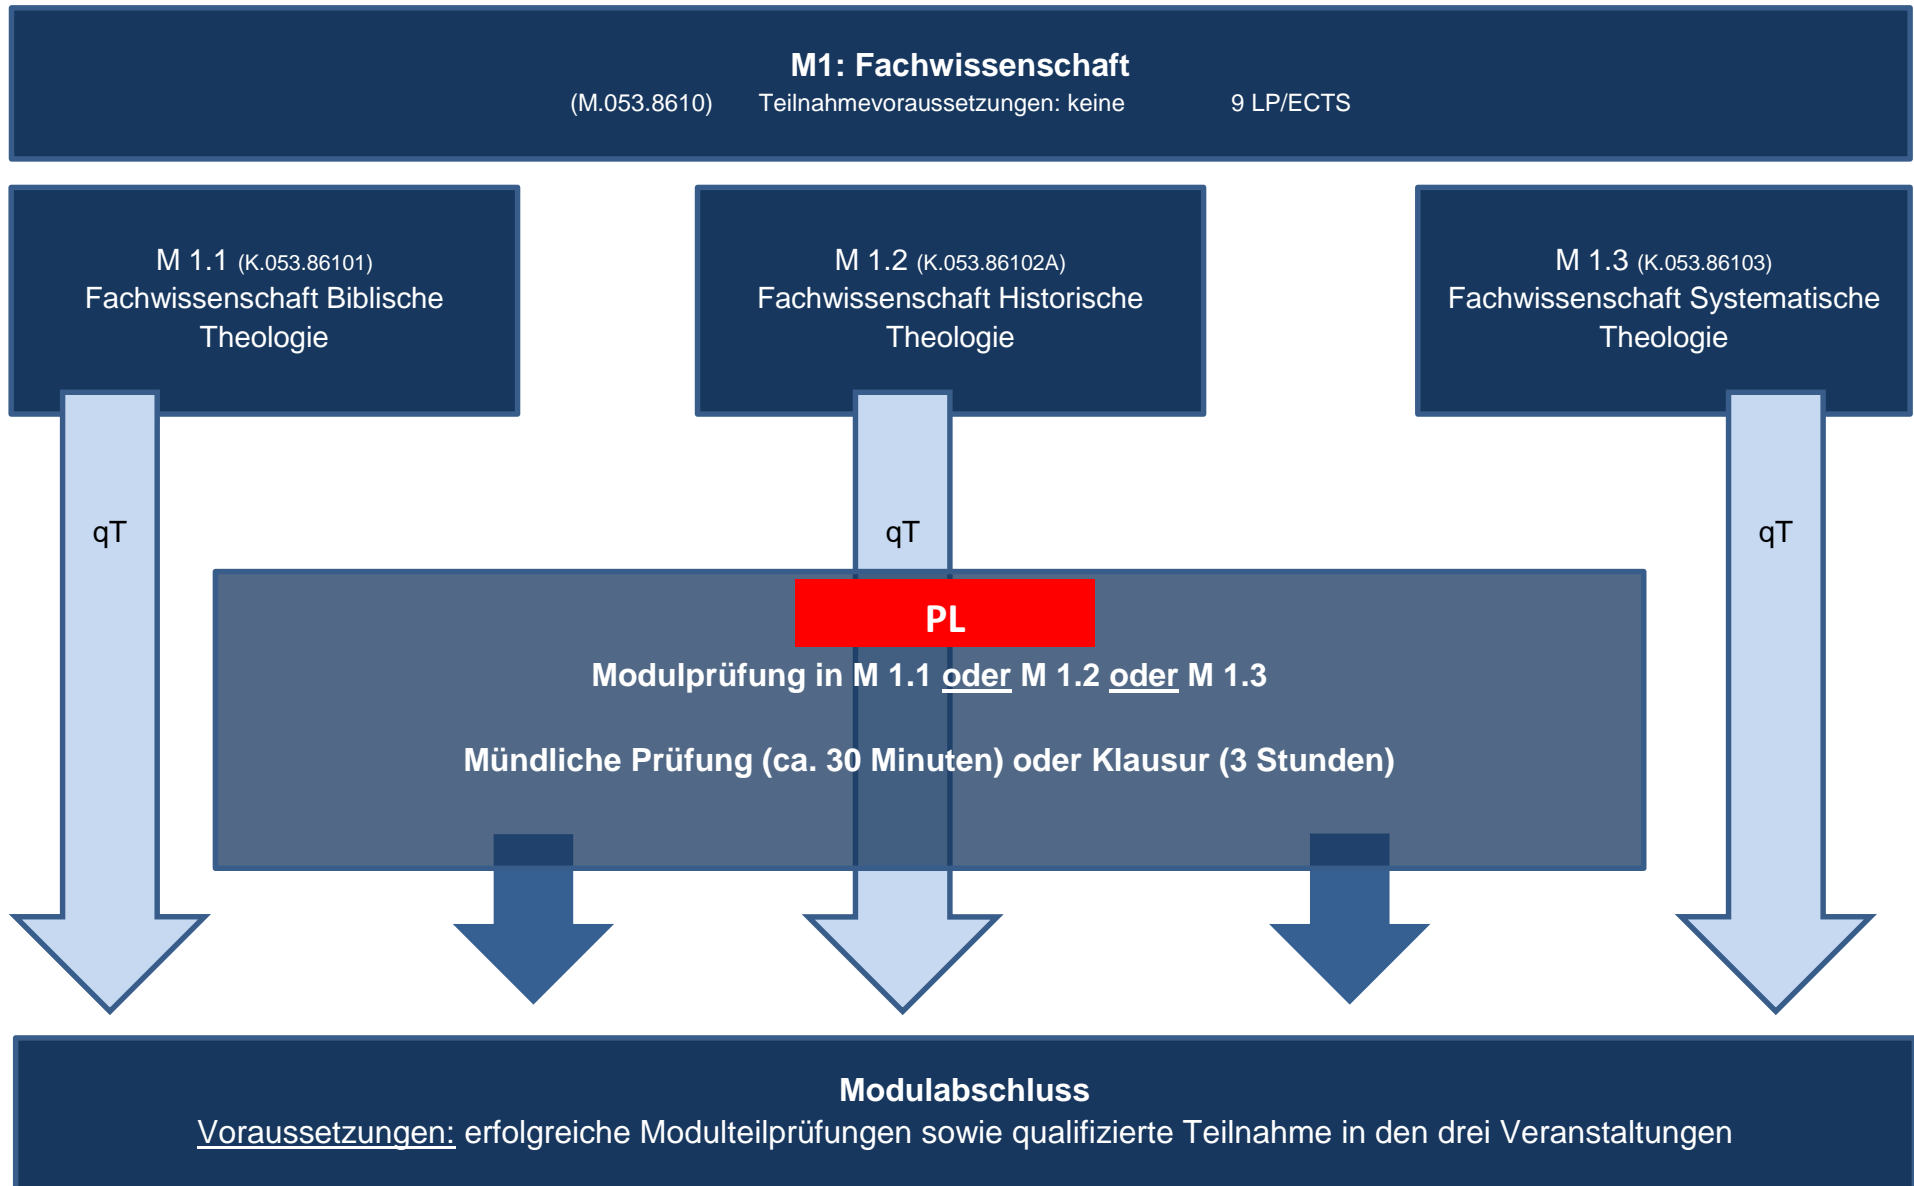 M1: Fachwissenschaft
(M.053.8610) Teilnahmevoraussetzungen: keine 9 LP/ECTS
M 1.1 (K.053.86101)
Fachwissenschaft Biblische
Theologie
M 1.2 (K.053.86102A)
Fachwissenschaft Historische
Theologie
M 1.3 (K.053.86103)
Fachwissenschaft Systematische
Theologie
qT
qT
qT
PL
Modulprüfung in M 1.1 oder M 1.2 oder M 1.3
Mündliche Prüfung (ca. 30 Minuten) oder Klausur (3 Stunden)
Modulabschluss
Voraussetzungen: erfolgreiche Modulteilprüfungen sowie qualifizierte Teilnahme in den drei Veranstaltungen